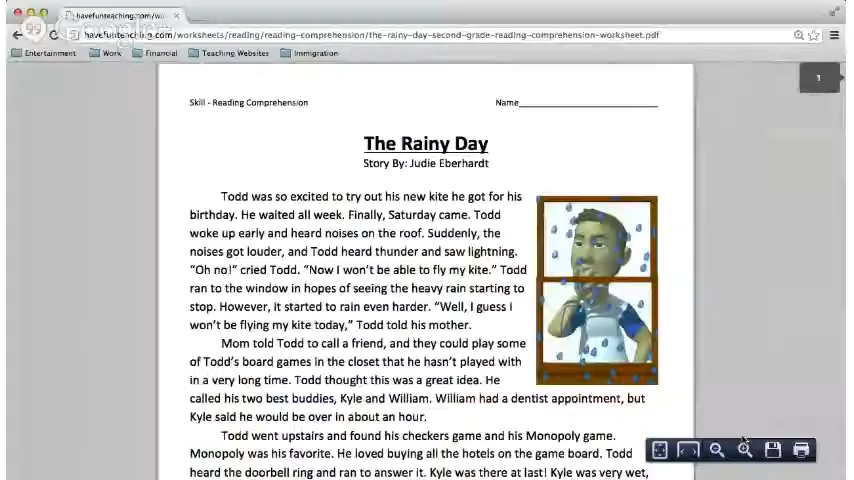 havefunteaching.com/wo
havefunteaching.com/worksheets/reading/reading-comprehension/the-rainy-day-second-grade-reading-comprehension-worksheet.pdf
Entertainment Work Financial Teaching Websites Immigration
1
Skill - Reading Comprehension Name
The Rainy Day
Story By: Judie Eberhardt
Todd was so excited to try out his new kite he got for his
birthday. He waited all week. Finally, Saturday came. Todd
woke up early and heard noises on the roof. Suddenly, the
noises got louder, and Todd heard thunder and saw lightning.
“Oh no!” cried Todd. “Now I won’t be able to fly my kite.” Todd
ran to the window in hopes of seeing the heavy rain starting to
stop. However, it started to rain even harder. “Well, I guess I
won’t be flying my kite today,” Todd told his mother.
Mom told Todd to call a friend, and they could play some
of Todd’s board games in the closet that he hasn’t played with
in a very long time. Todd thought this was a great idea. He
called his two best buddies, Kyle and William. William had a dentist appointment, but
Kyle said he would be over in about an hour.
Todd went upstairs and found his checkers game and his Monopoly game.
Monopoly was his favorite. He loved buying all the hotels on the game board. Todd
heard the doorbell ring and ran to answer it. Kyle was there at last! Kyle was very wet,